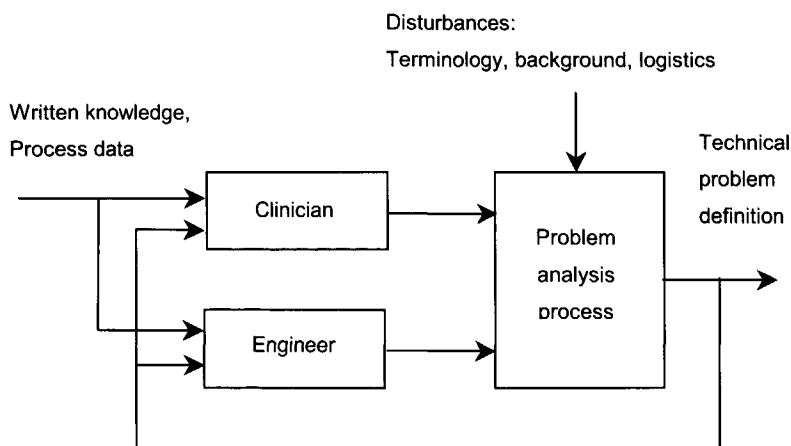 Disturbances:
Terminology, background, logistics
Written knowledge,
Process data
Technical
problem
definition
Clinician
Problem
analysis
process
Engineer